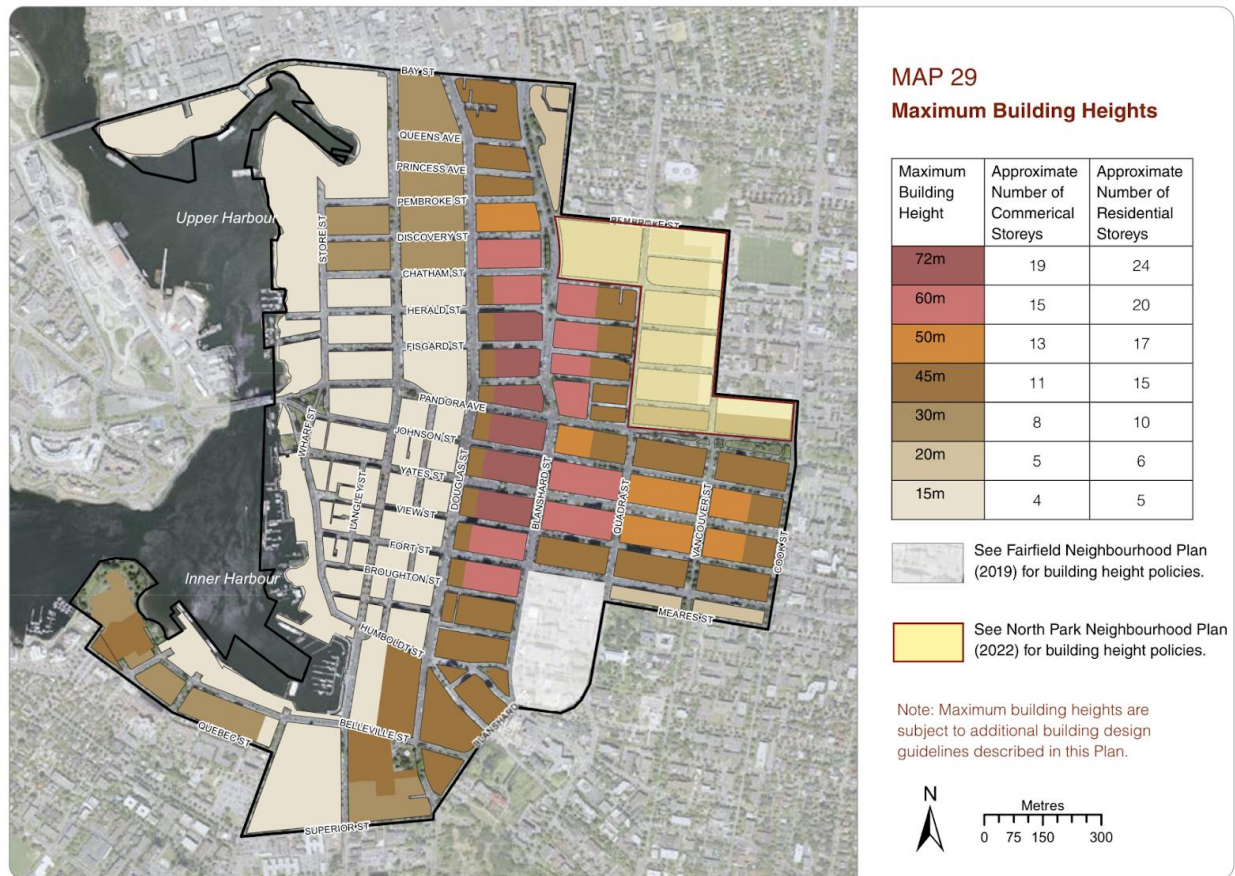 BAY ST
QUEENS AVE
PRINCESS AVE
PEMBROKE ST
Upper Harbour
PEMBROKE ST
STORE ST
DISCOVERY ST
CHATHAM ST
HERALD ST
FISGARD ST
PANDORA AVE
WHARF ST
JOHNSON ST
DOUGLAS ST
BLANSHARD ST
YATES ST
LANGLEY ST
QUADRA ST
VANCOUVER ST
VIEW ST
COOK ST
FORT ST
Inner Harbour
BROUGHTON ST
MEARES ST
HUMBOLDT ST
BELLEVILLE ST
QUEBEC ST
SUPERIOR ST
MAP 29
Maximum Building Heights
Maximum Building Height
Approximate Number of Commerical Storeys
Approximate Number of Residential Storeys
72m 19 24
60m 15 20
50m 13 17
45m 11 15
30m 8 10
20m 5 6
15m 4 5
See Fairfield Neighbourhood Plan
(2019) for building height policies.
See North Park Neighbourhood Plan
(2022) for building height policies.
Note: Maximum building heights are
subject to additional building design
guidelines described in this Plan.
N
Metres
0 75 150 300